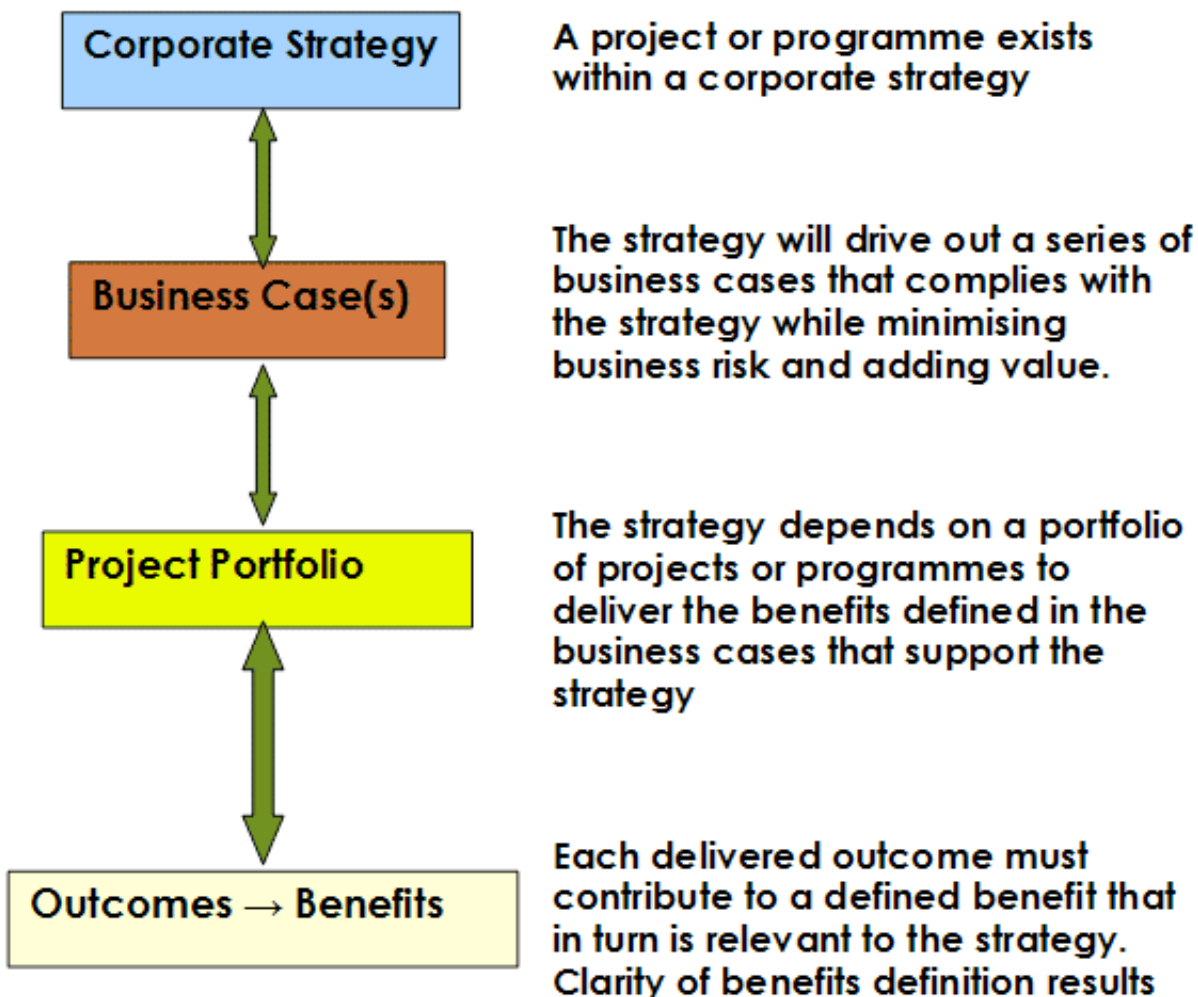 Corporate Strategy
A project or programme exists
within a corporate strategy
Business Case(s)
The strategy will drive out a series of
business cases that complies with
the strategy while minimising
business risk and adding value.
Project Portfolio
The strategy depends on a portfolio
of projects or programmes to
deliver the benefits defined in the
business cases that support the
strategy
Outcomes → Benefits
Each delivered outcome must
contribute to a defined benefit that
in turn is relevant to the strategy.
Clarity of benefits definition results